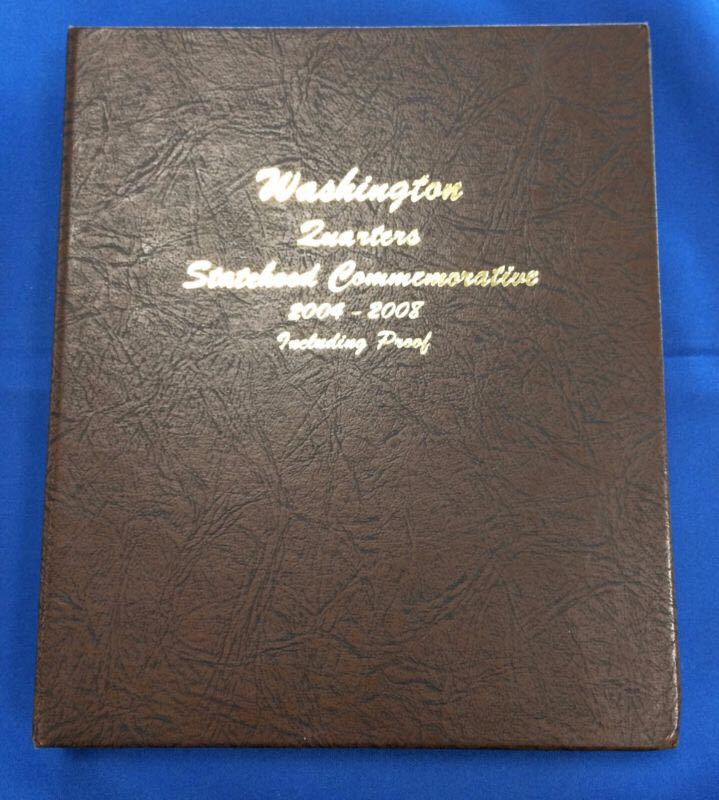 Washington
Quarters
Statehood Commemorative
2004 - 2008
Including Proof